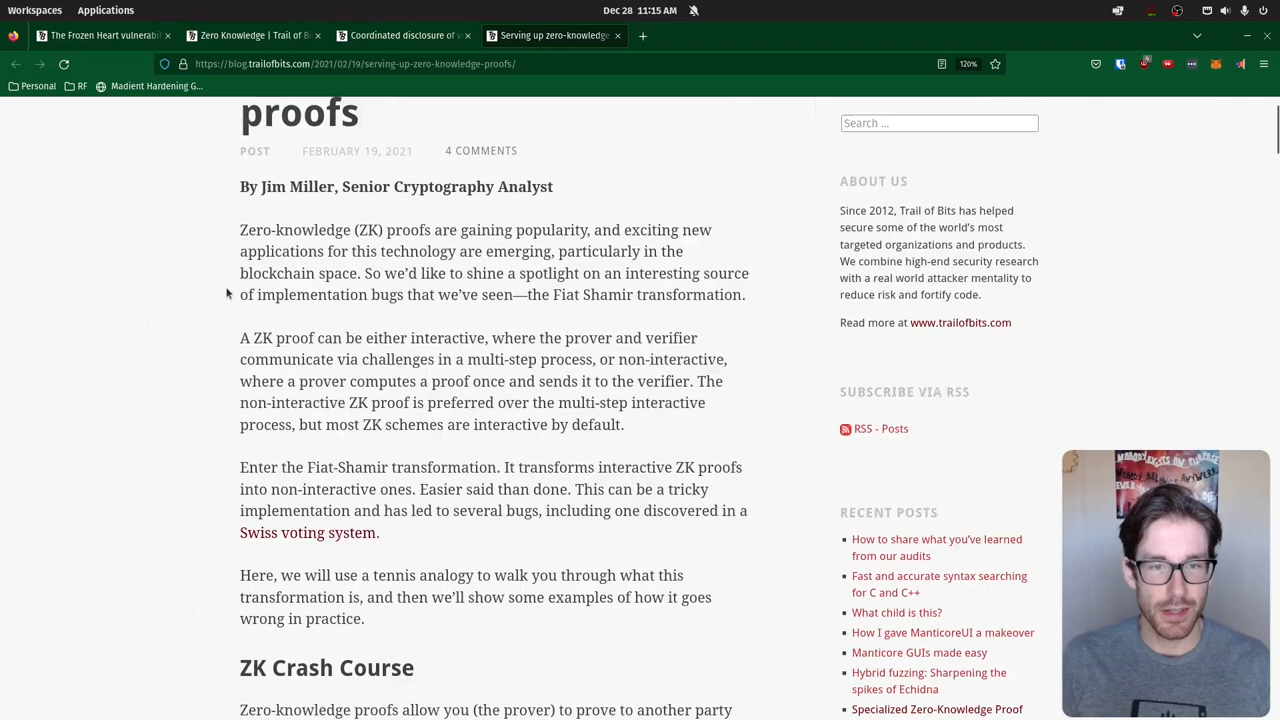 Workspaces
Applications
Dec 28 11:15 AM
The Frozen Heart vulnerabil
Zero Knowledge | Trail of Bi
Coordinated disclosure of v
Serving up zero-knowledge
https://blog.trailofbits.com/2021/02/19/serving-up-zero-knowledge-proofs/
120%
Personal
RF
Madient Hardening G...
proofs
POST
FEBRUARY 19, 2021
4 COMMENTS
By Jim Miller, Senior Cryptography Analyst
Zero-knowledge (ZK) proofs are gaining popularity, and exciting new
applications for this technology are emerging, particularly in the
blockchain space. So we’d like to shine a spotlight on an interesting source
of implementation bugs that we’ve seen—the Fiat Shamir transformation.
A ZK proof can be either interactive, where the prover and verifier
communicate via challenges in a multi-step process, or non-interactive,
where a prover computes a proof once and sends it to the verifier. The
non-interactive ZK proof is preferred over the multi-step interactive
process, but most ZK schemes are interactive by default.
Enter the Fiat-Shamir transformation. It transforms interactive ZK proofs
into non-interactive ones. Easier said than done. This can be a tricky
implementation and has led to several bugs, including one discovered in a
Swiss voting system.
Here, we will use a tennis analogy to walk you through what this
transformation is, and then we’ll show some examples of how it goes
wrong in practice.
ZK Crash Course
Zero-knowledge proofs allow you (the prover) to prove to another party
Search ...
ABOUT US
Since 2012, Trail of Bits has helped
secure some of the world’s most
targeted organizations and products.
We combine high-end security research
with a real world attacker mentality to
reduce risk and fortify code.
Read more at www.trailofbits.com
SUBSCRIBE VIA RSS
RSS - Posts
RECENT POSTS
How to share what you’ve learned
from our audits
Fast and accurate syntax searching
for C and C++
What child is this?
How I gave ManticoreUI a makeover
Manticore GUIs made easy
Hybrid fuzzing: Sharpening the
spikes of Echidna
Specialized Zero-Knowledge Proof
NOBODY EXISTS ON PURPOSE